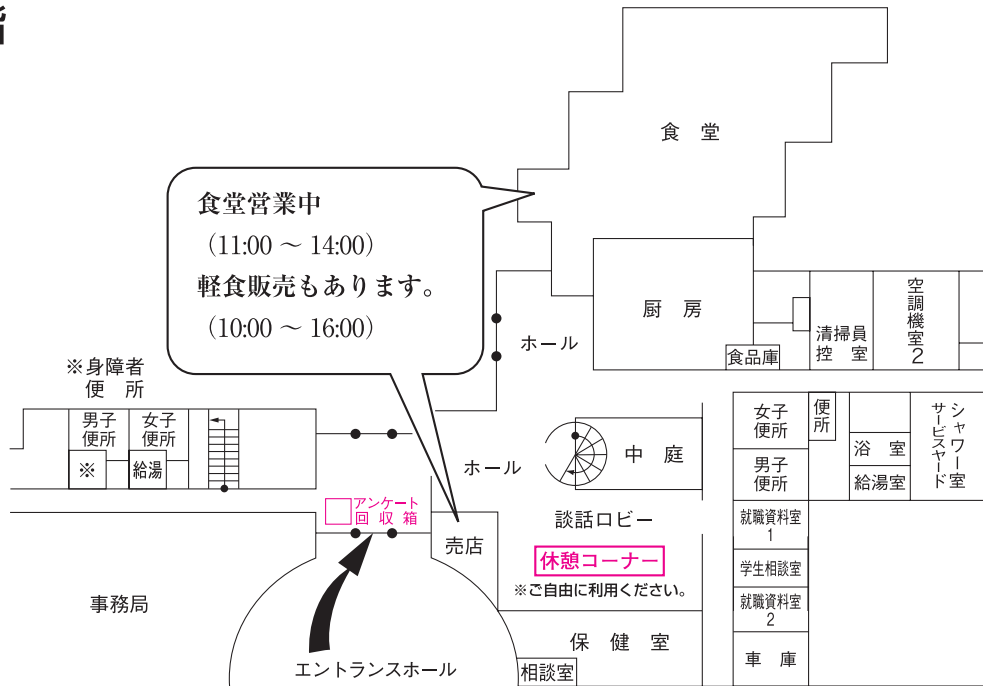 階
食 堂
食堂営業中
（11:00 ～ 14:00）
軽食販売もあります。
（10:00 ～ 16:00）
厨 房
食品庫
清掃員
控 室
空調機室2
ホール
※身障者
便 所
男子
便所
女子
便所
※
給湯
ホール
中 庭
女子
便所
便所
男子
便所
浴 室
給湯室
シャワー室
サービスヤード
アンケート
回 収 箱
売店
談話ロビー
休憩コーナー
※ご自由に利用ください。
就職資料室
1
学生相談室
就職資料室
2
車 庫
事務局
エントランスホール
保 健 室
相談室